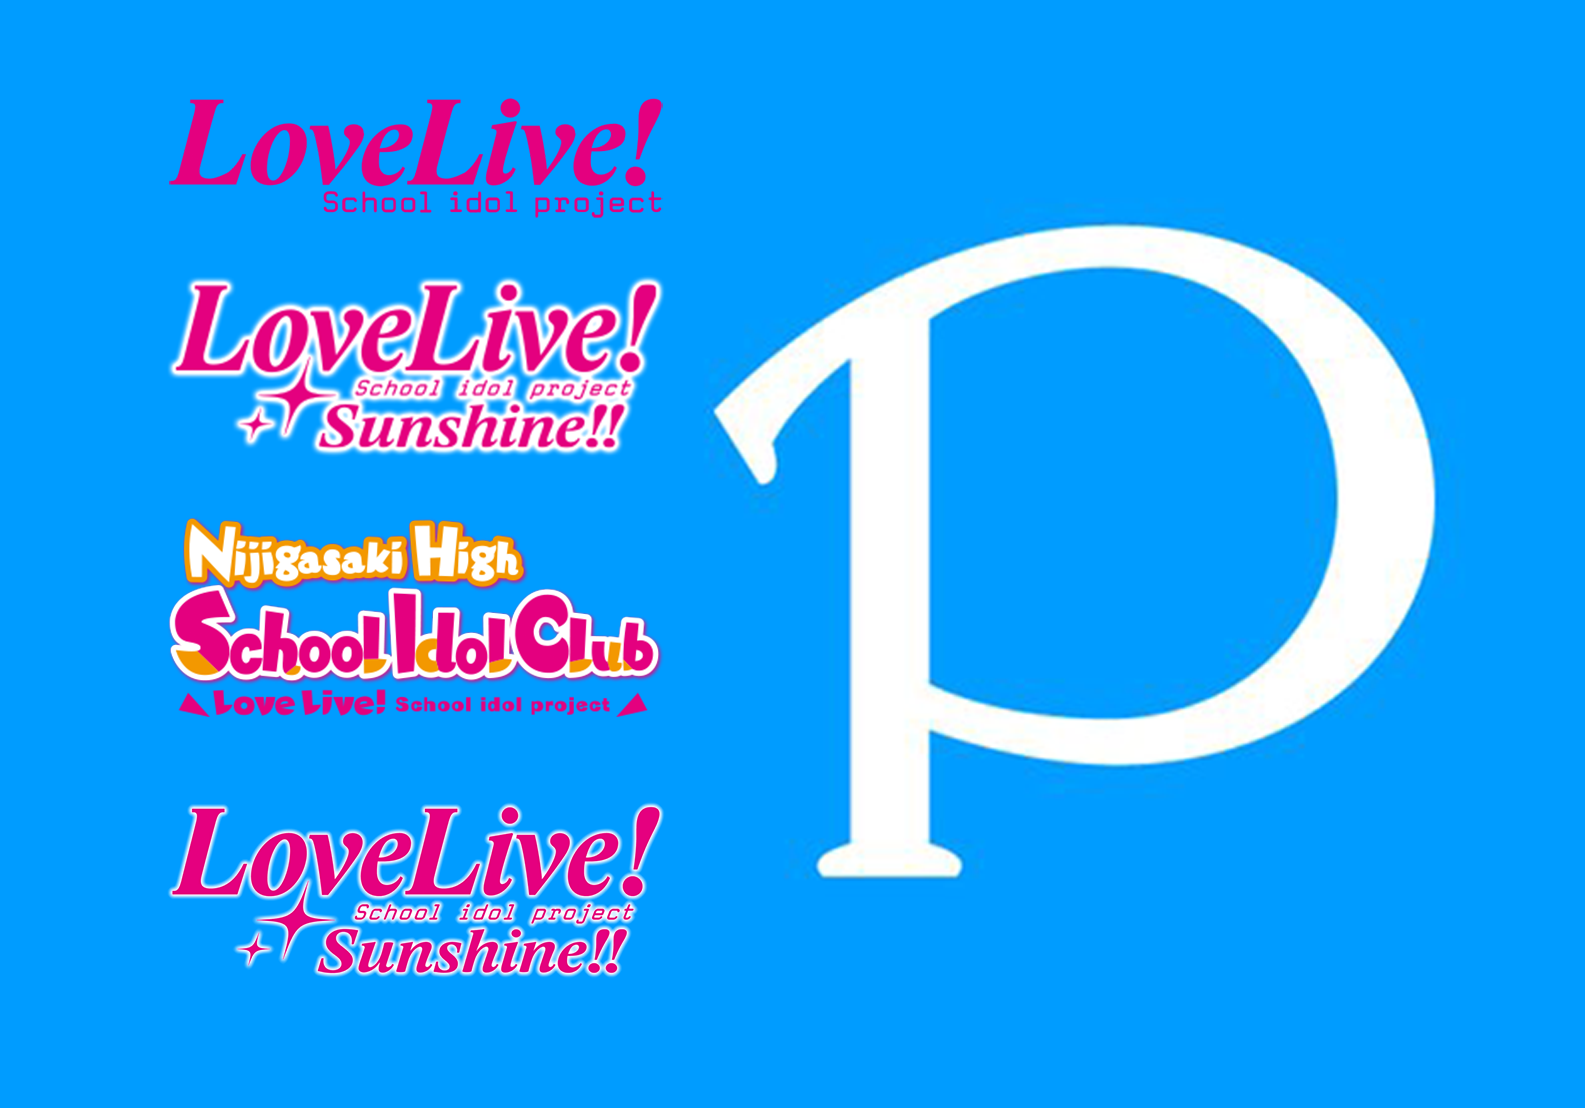 LoveLive!
School idol project
LoveLive!
School idol project
Sunshine!!
Nijigasaki High
School Idol Club
Love Live! School idol project
LoveLive!
School idol project
Sunshine!!
P